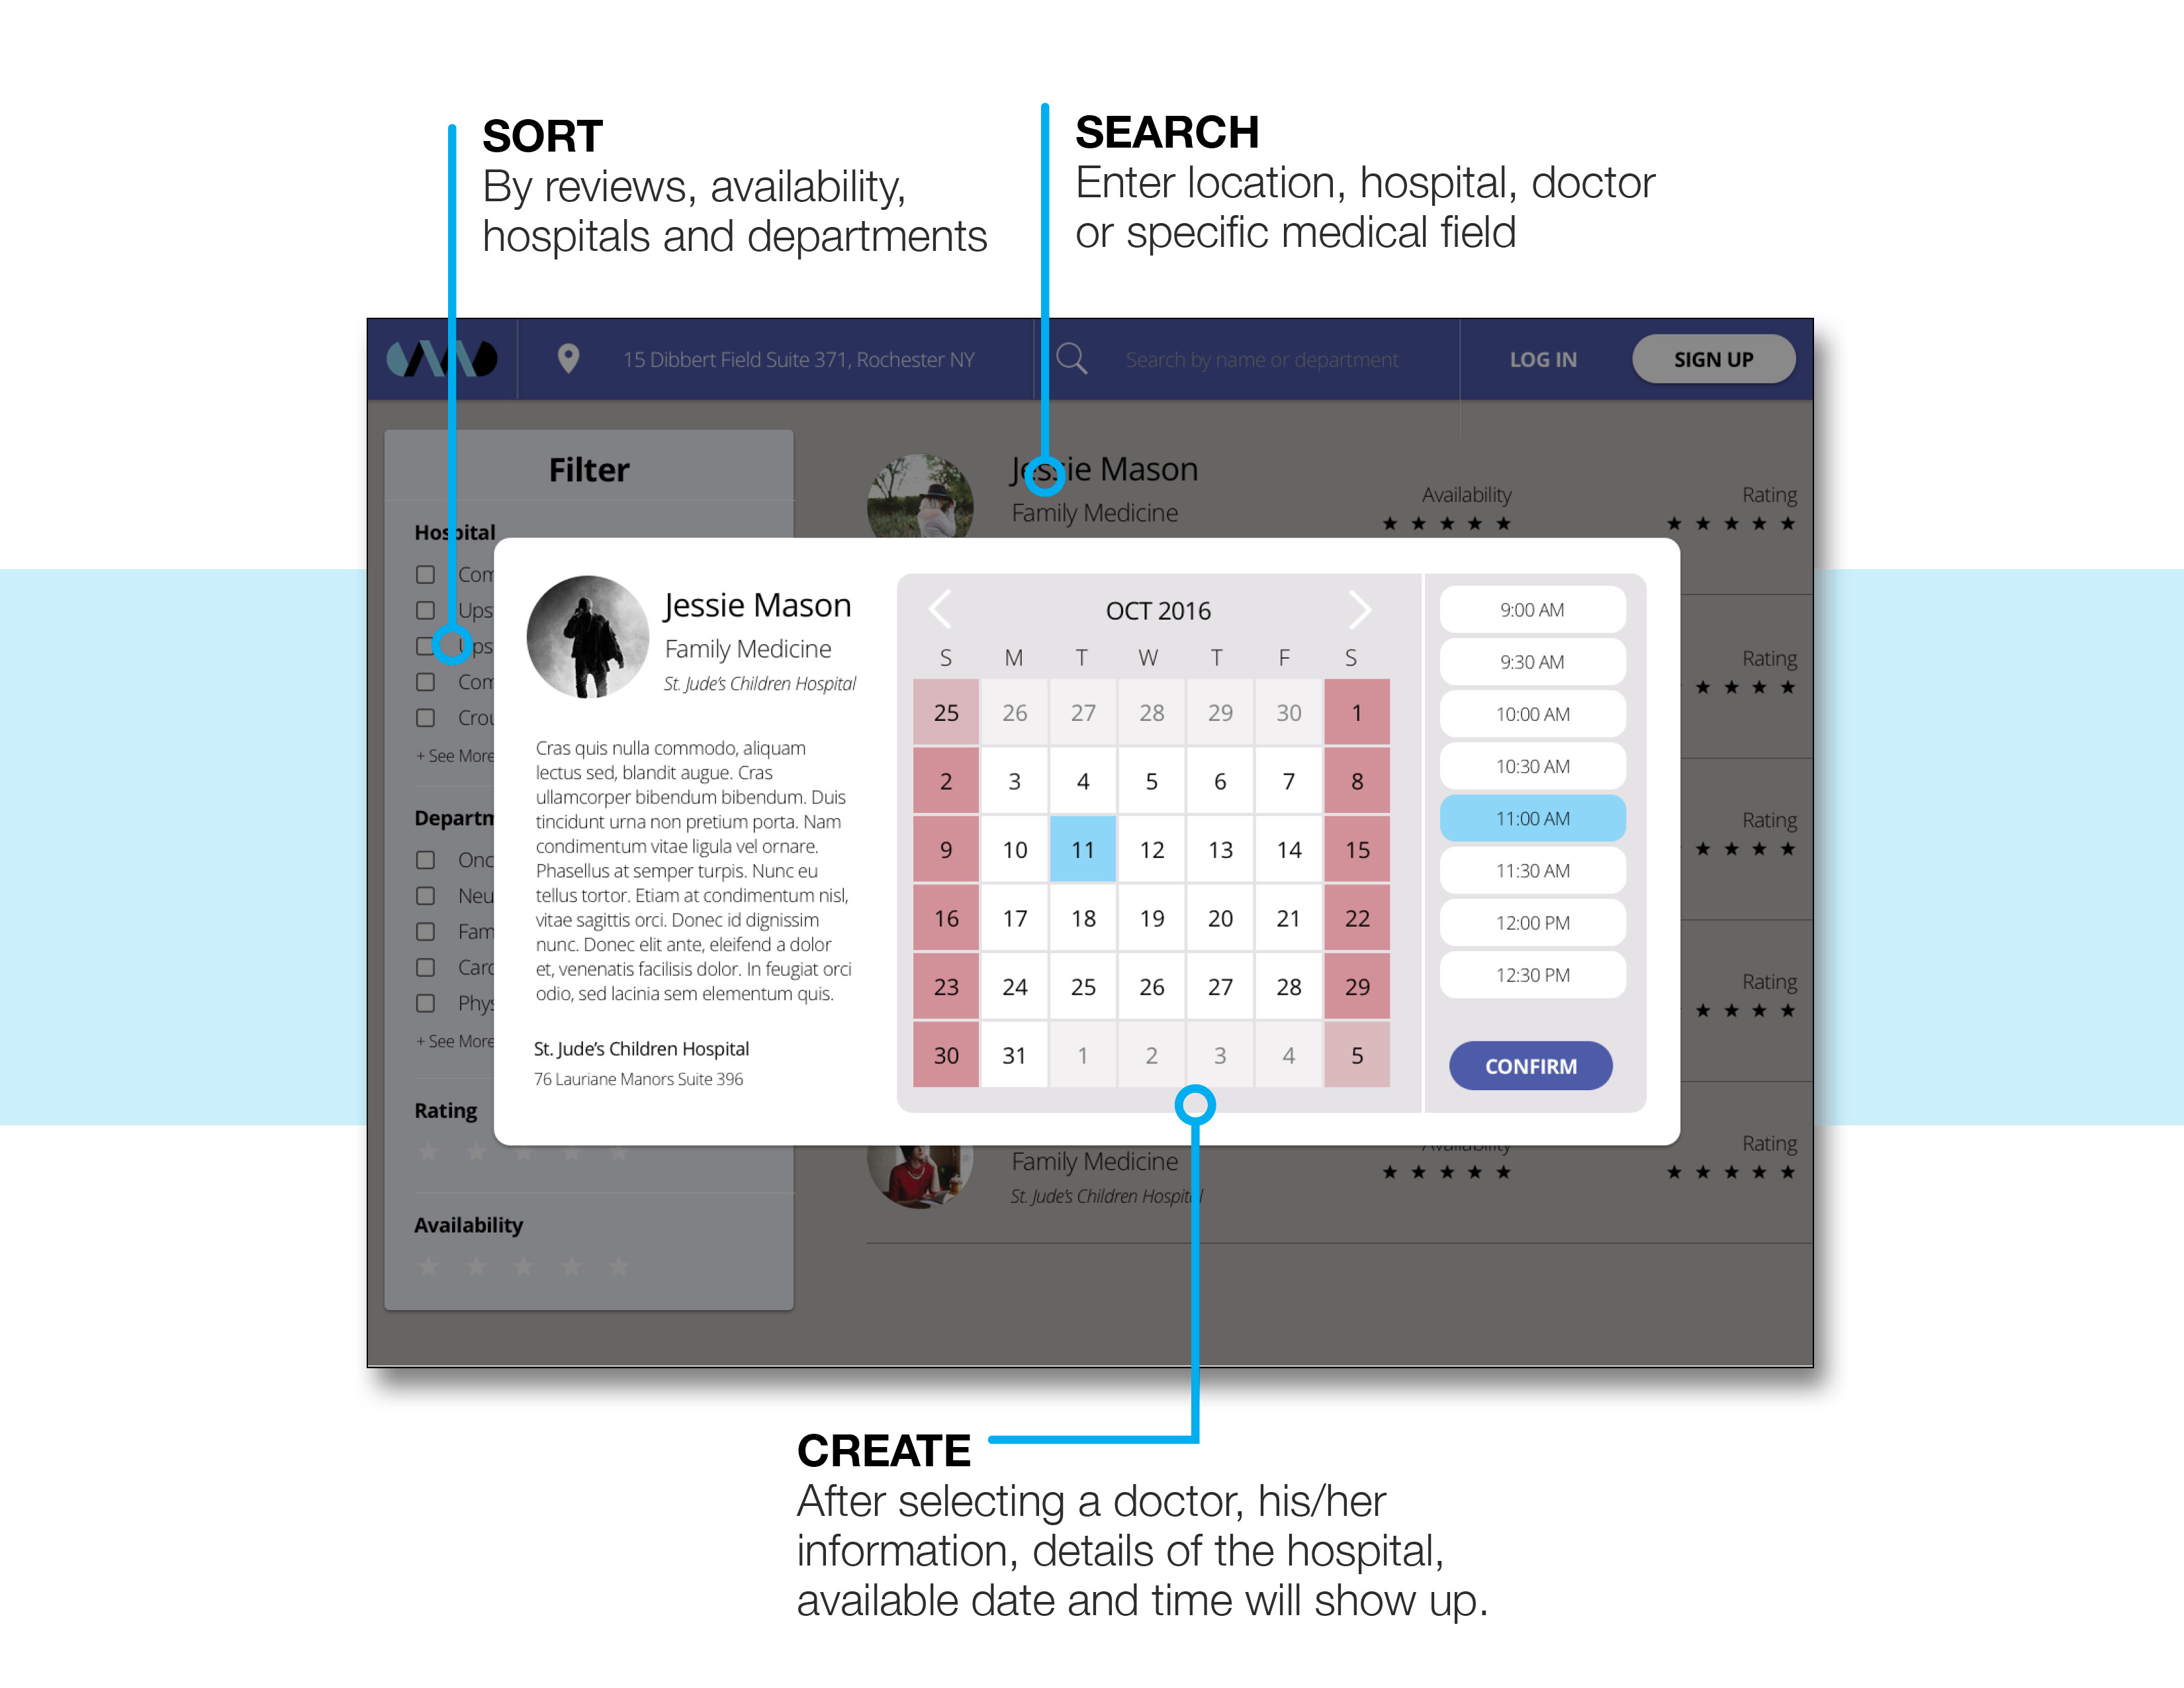 SORT
By reviews, availability,
hospitals and departments
SEARCH
Enter location, hospital, doctor
or specific medical field
15 Dibbert Field Suite 371, Rochester NY
Search by name or department
LOG IN
SIGN UP
Filter
Hospital
+ See More
Rating
Availability
Jessie Mason
Family Medicine
Availability
Rating
Rating
Rating
Rating
Jessie Mason
Family Medicine
St. Jude's Children Hospital
Cras quis nulla commodo, aliquam
lectus sed, blandit augue. Cras
ullamcorper bibendum bibendum. Duis
tincidunt urna non pretium porta. Nam
condimentum vitae ligula vel ornare.
Phasellus at semper turpis. Nunc eu
tellus tortor. Etiam at condimentum nisl,
vitae sagittis orci. Donec id dignissim
nunc. Donec elit ante, eleifend a dolor
et, venenatis facilisis dolor. In feugiat orci
odio, sed lacinia sem elementum quis.
St. Jude's Children Hospital
76 Lauriane Manors Suite 396
OCT 2016
S M T W T F S
25 26 27 28 29 30 1
2 3 4 5 6 7 8
9 10 11 12 13 14 15
16 17 18 19 20 21 22
23 24 25 26 27 28 29
30 31 1 2 3 4 5
9:00 AM
9:30 AM
10:00 AM
10:30 AM
11:00 AM
11:30 AM
12:00 PM
12:30 PM
CONFIRM
+ See More
Family Medicine
St. Jude's Children Hospital
Availability
Rating
CREATE
After selecting a doctor, his/her
information, details of the hospital,
available date and time will show up.